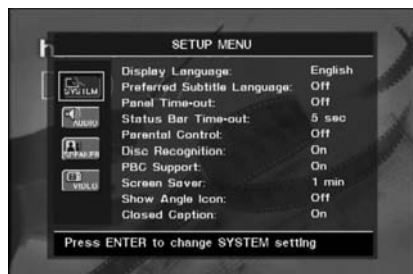 SETUP MENU
SYSTEM
AUDIO
SPEAKER
VIDEO
Display Language: English
Preferred Subtitle Language: Off
Panel Time-out: Off
Status Bar Time-out: 5 sec
Parental Control: Off
Disc Recognition: On
PBC Support: On
Screen Saver: 1 min
Show Angle Icon: Off
Closed Caption: On
Press ENTER to change SYSTEM setting